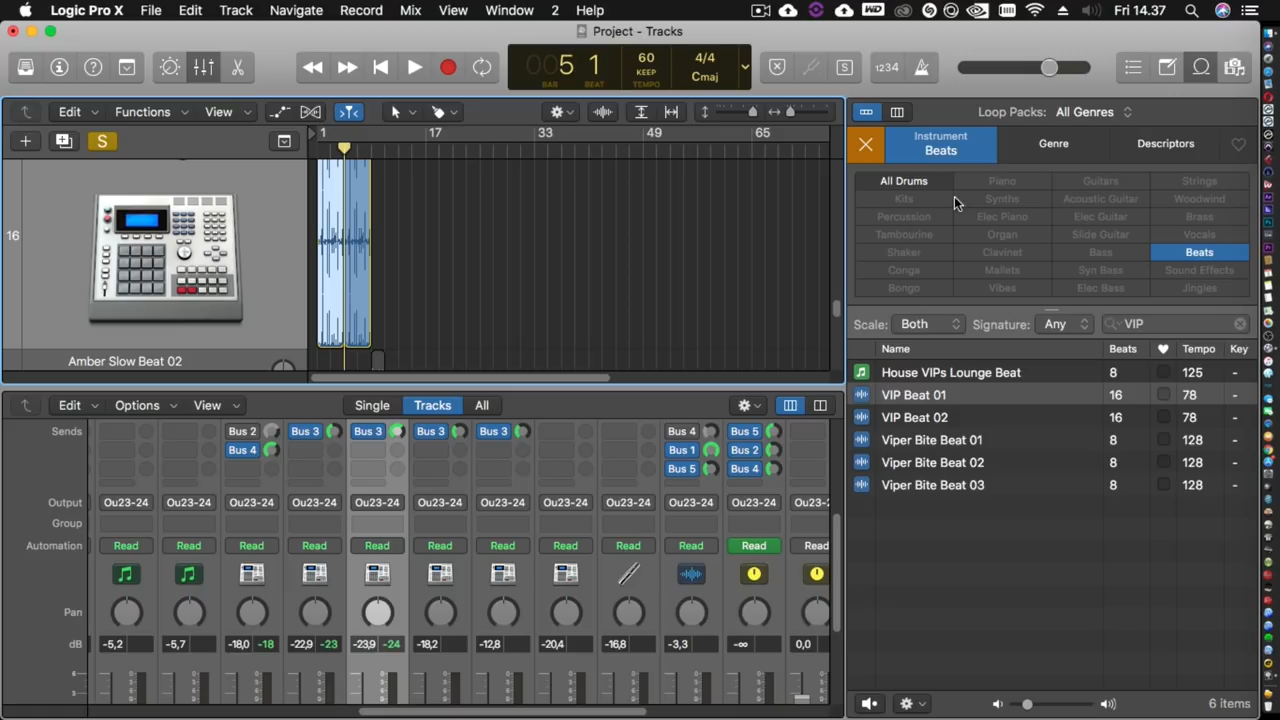 Logic Pro X File Edit Track Navigate Record Mix View Window 2 Help Fri 14.37
Project - Tracks
1234
005 1 60 4/4
KEEP Cmaj
BAR BEAT TEMPO
S
Edit Functions View
Loop Packs: All Genres
S
1 17 33 49 65
Instrument
Beats Genre Descriptors
All Drums Piano Guitars Strings
Kits Synths Acoustic Guitar Woodwind
Percussion Elec Piano Elec Guitar Brass
Tambourine Organ Slide Guitar Vocals
Shaker Clavinet Bass Beats
Conga Mallets Syn Bass Sound Effects
Bongo Vibes Elec Bass Jingles
16
Amber Slow Beat 02
Scale: Both Signature: Any VIP
Name Beats Tempo Key
House VIPs Lounge Beat 8 125 -
VIP Beat 01 16 78 -
VIP Beat 02 16 78 -
Viper Bite Beat 01 8 128 -
Viper Bite Beat 02 8 128 -
Viper Bite Beat 03 8 128 -
6 items
Edit Options View Single Tracks All
Sends Bus 2 Bus 3 Bus 3 Bus 3 Bus 3 Bus 4 Bus 5
Bus 4 Bus 1 Bus 2
Bus 5 Bus 4
Output Ou23-24 Ou23-24 Ou23-24 Ou23-24 Ou23-24 Ou23-24 Ou23-24 Ou23-24 Ou23-24 Ou23-24 Ou23-24 Ou23-2
Group
Automation Read Read Read Read Read Read Read Read Read Read Read Read
Pan
dB -5,2 -5,7 -18,0 -18 -22,9 -23 -23,9 -24 -18,2 -12,8 -20,4 -16,8 -3,3 -∞ 0,0
6
3